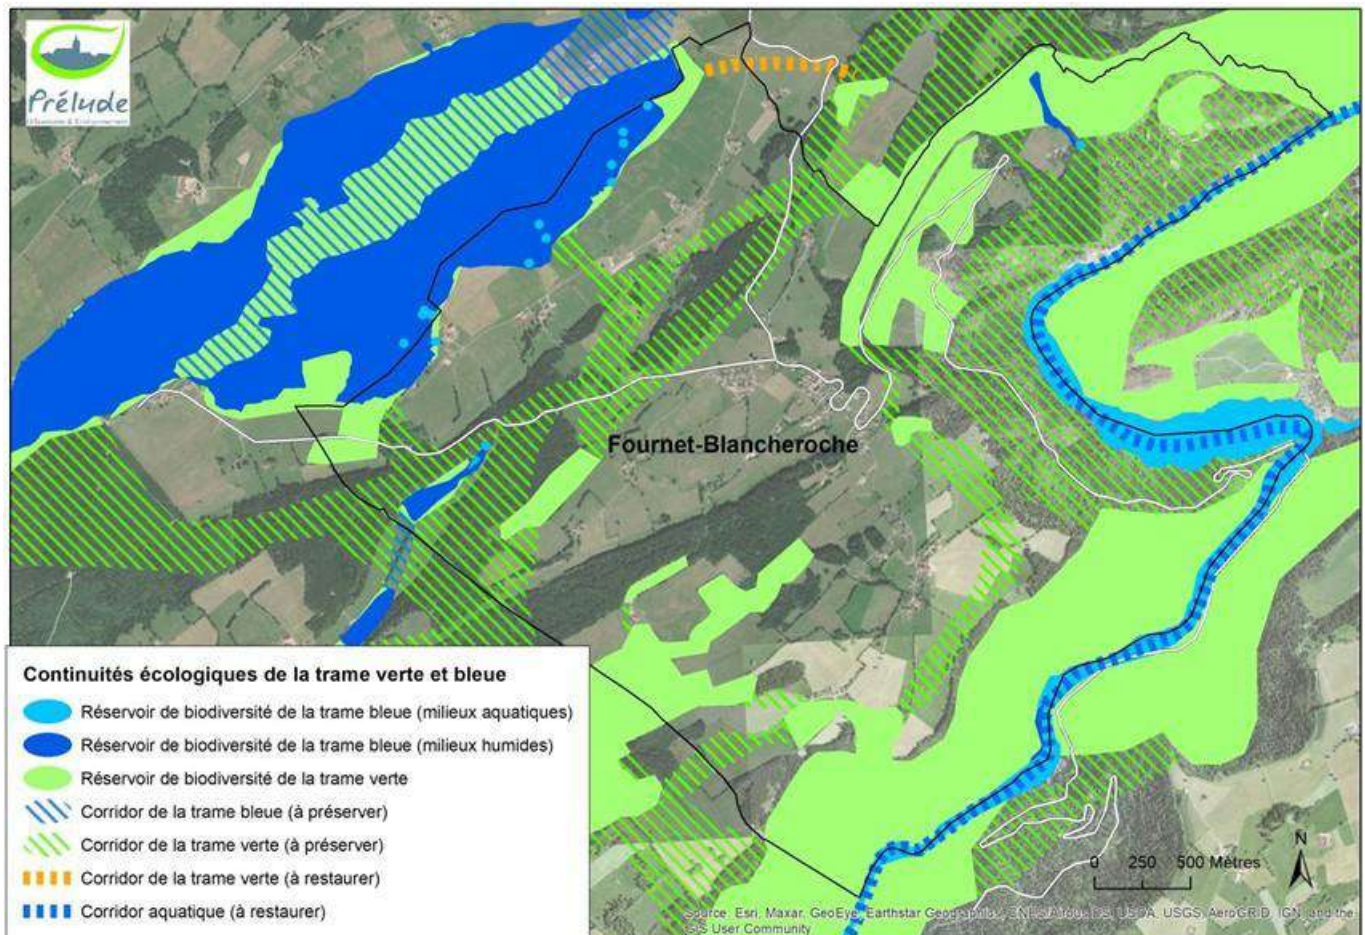 Prélude
Urbanisme & Environnement
Fournet-Blancheroche
Continuités écologiques de la trame verte et bleue
Réservoir de biodiversité de la trame bleue (milieux aquatiques)
Réservoir de biodiversité de la trame bleue (milieux humides)
Réservoir de biodiversité de la trame verte
Corridor de la trame bleue (à préserver)
Corridor de la trame verte (à préserver)
Corridor de la trame verte (à restaurer)
Corridor aquatique (à restaurer)
N
0 250 500 Mètres
Source: Esri, Maxar, GeoEye, Earthstar Geographics, CNES/Airbus DS, USDA, USGS, AeroGRID, IGN, and the
GIS User Community